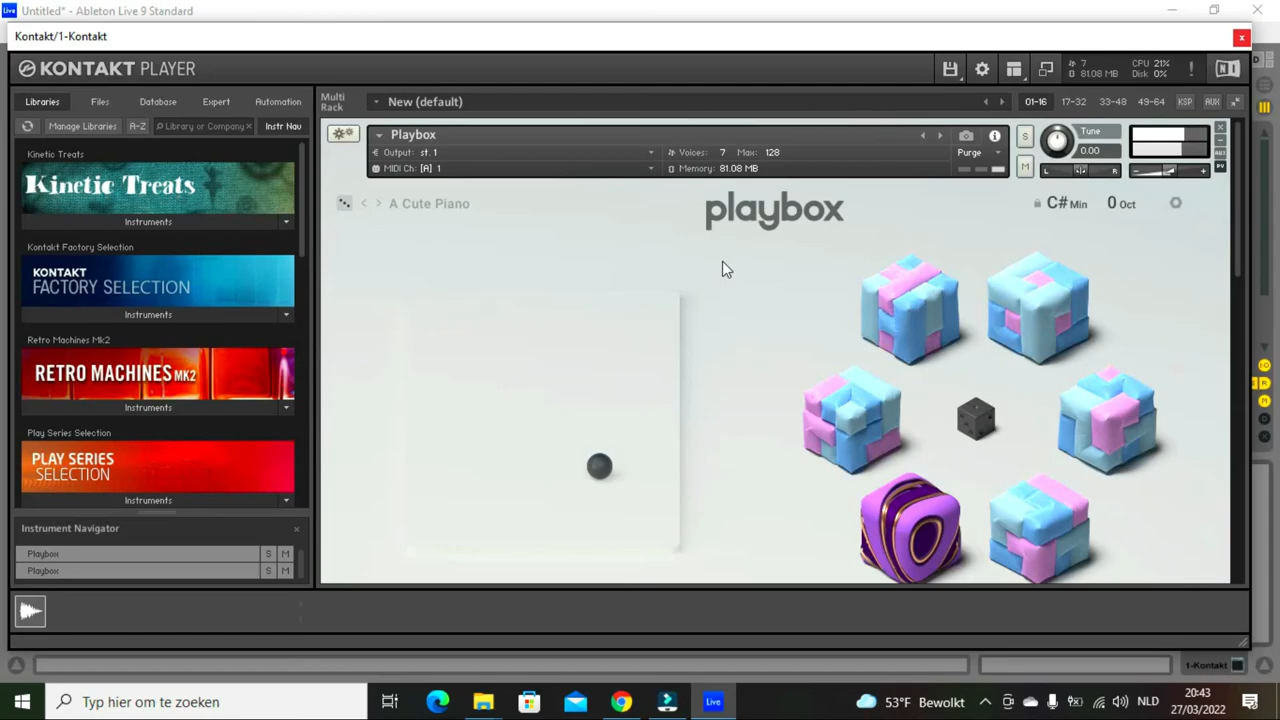 Live Untitled* - Ableton Live 9 Standard
Kontakt/1-Kontakt
KONTAKT PLAYER
7 CPU 21%
81.08 MB Disk 0% !
Libraries Files Database Expert Automation
Multi Rack New (default) 01-16 17-32 33-48 49-64 KSP AUX
Manage Libraries A-Z Library or Company × Instr Nav
Kinetic Treats
Kinetic Treats
Instruments
Kontakt Factory Selection
KONTAKT
FACTORY SELECTION
Instruments
Retro Machines Mk2
RETRO MACHINES MK2
Instruments
Play Series Selection
PLAY SERIES
SELECTION
Instruments
Instrument Navigator ×
Playbox S M
Playbox S M
Playbox
Output: st. 1 Voices: 7 Max: 128 Purge
MIDI Ch: [A] 1 Memory: 81.08 MB
S
M
Tune
0.00
L R
- +
AUX
PV
A Cute Piano playbox C# Min 0 Oct
1-Kontakt
Typ hier om te zoeken Live 53°F Bewolkt NLD 20:43
27/03/2022